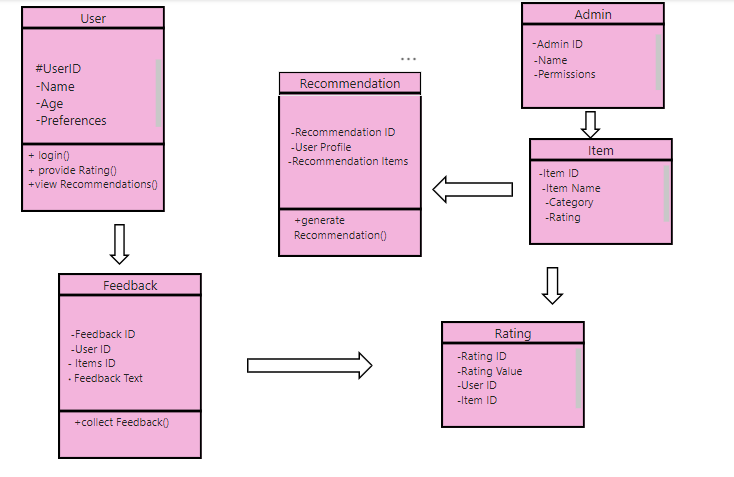 User
#UserID
-Name
-Age
-Preferences
+ login()
+ provide Rating()
+view Recommendations()
...
Recommendation
-Recommendation ID
-User Profile
-Recommendation Items
+generate
Recommendation()
Admin
-Admin ID
-Name
-Permissions
Item
-Item ID
-Item Name
-Category
-Rating
Feedback
-Feedback ID
-User ID
- Items ID
- Feedback Text
+collect Feedback()
Rating
-Rating ID
-Rating Value
-User ID
-Item ID